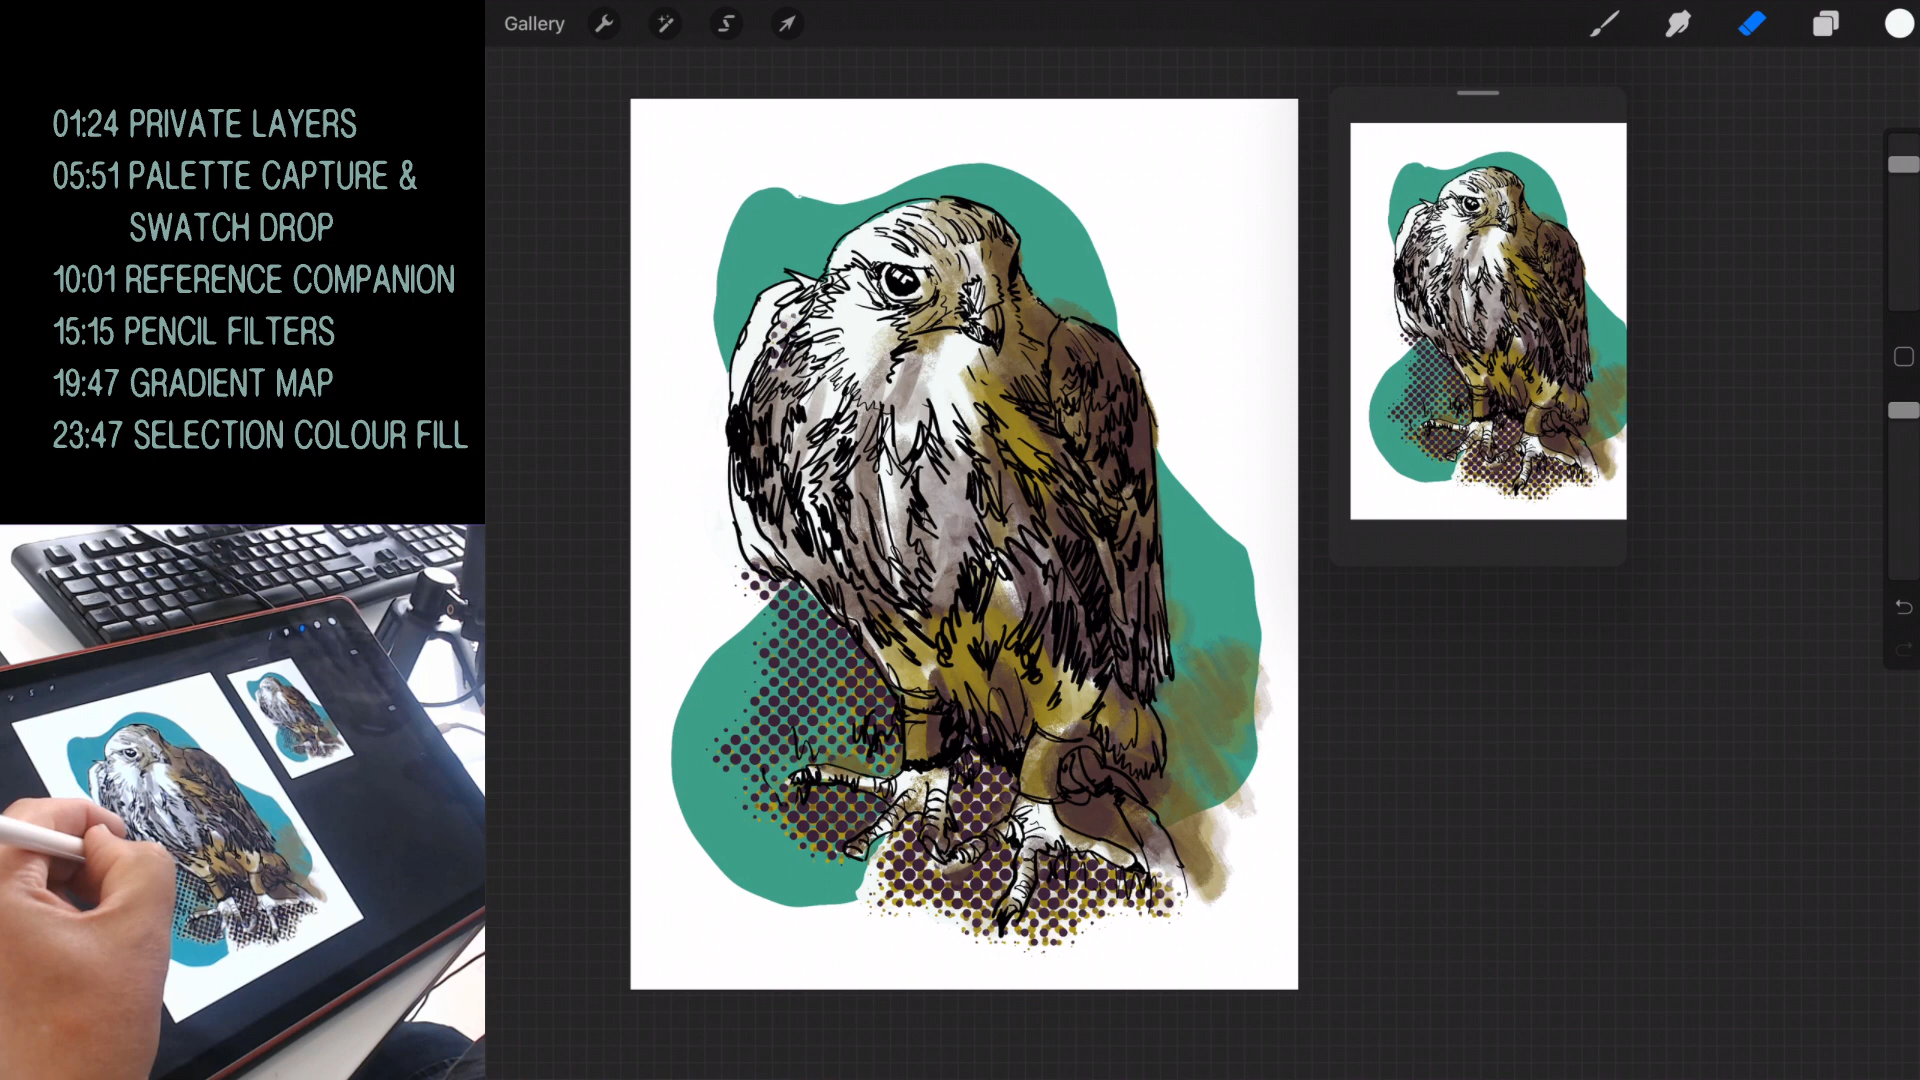 Gallery
01:24 PRIVATE LAYERS
05:51 PALETTE CAPTURE &
SWATCH DROP
10:01 REFERENCE COMPANION
15:15 PENCIL FILTERS
19:47 GRADIENT MAP
23:47 SELECTION COLOUR FILL